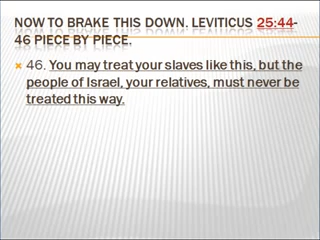 NOW TO BRAKE THIS DOWN. LEVITICUS 25:44-
46 PIECE BY PIECE.
46. You may treat your slaves like this, but the
people of Israel, your relatives, must never be
treated this way.